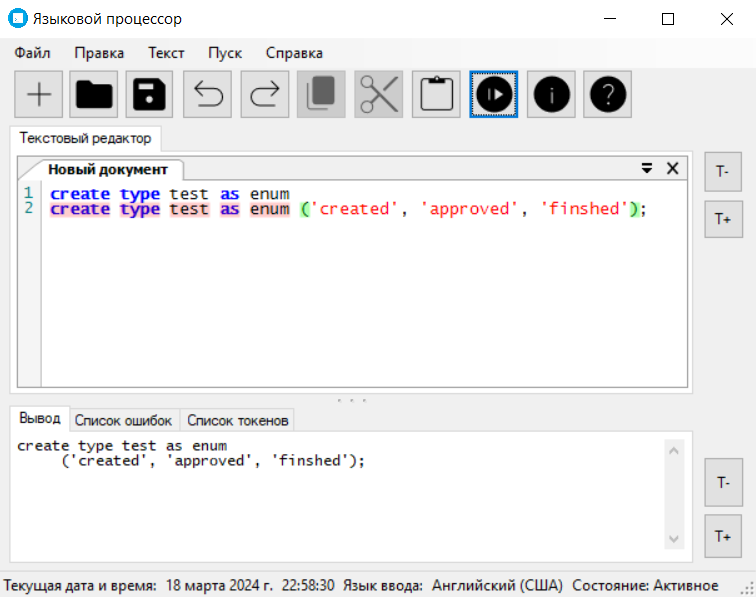 Языковой процессор
Файл Правка Текст Пуск Справка
Текстовый редактор
Новый документ
T-
1 create type test as enum
2 create type test as enum ('created', 'approved', 'finshed');
T+
Вывод Список ошибок Список токенов
create type test as enum
('created', 'approved', 'finshed');
T-
T+
Текущая дата и время: 18 марта 2024 г. 22:58:30 Язык ввода: Английский (США) Состояние: Активное